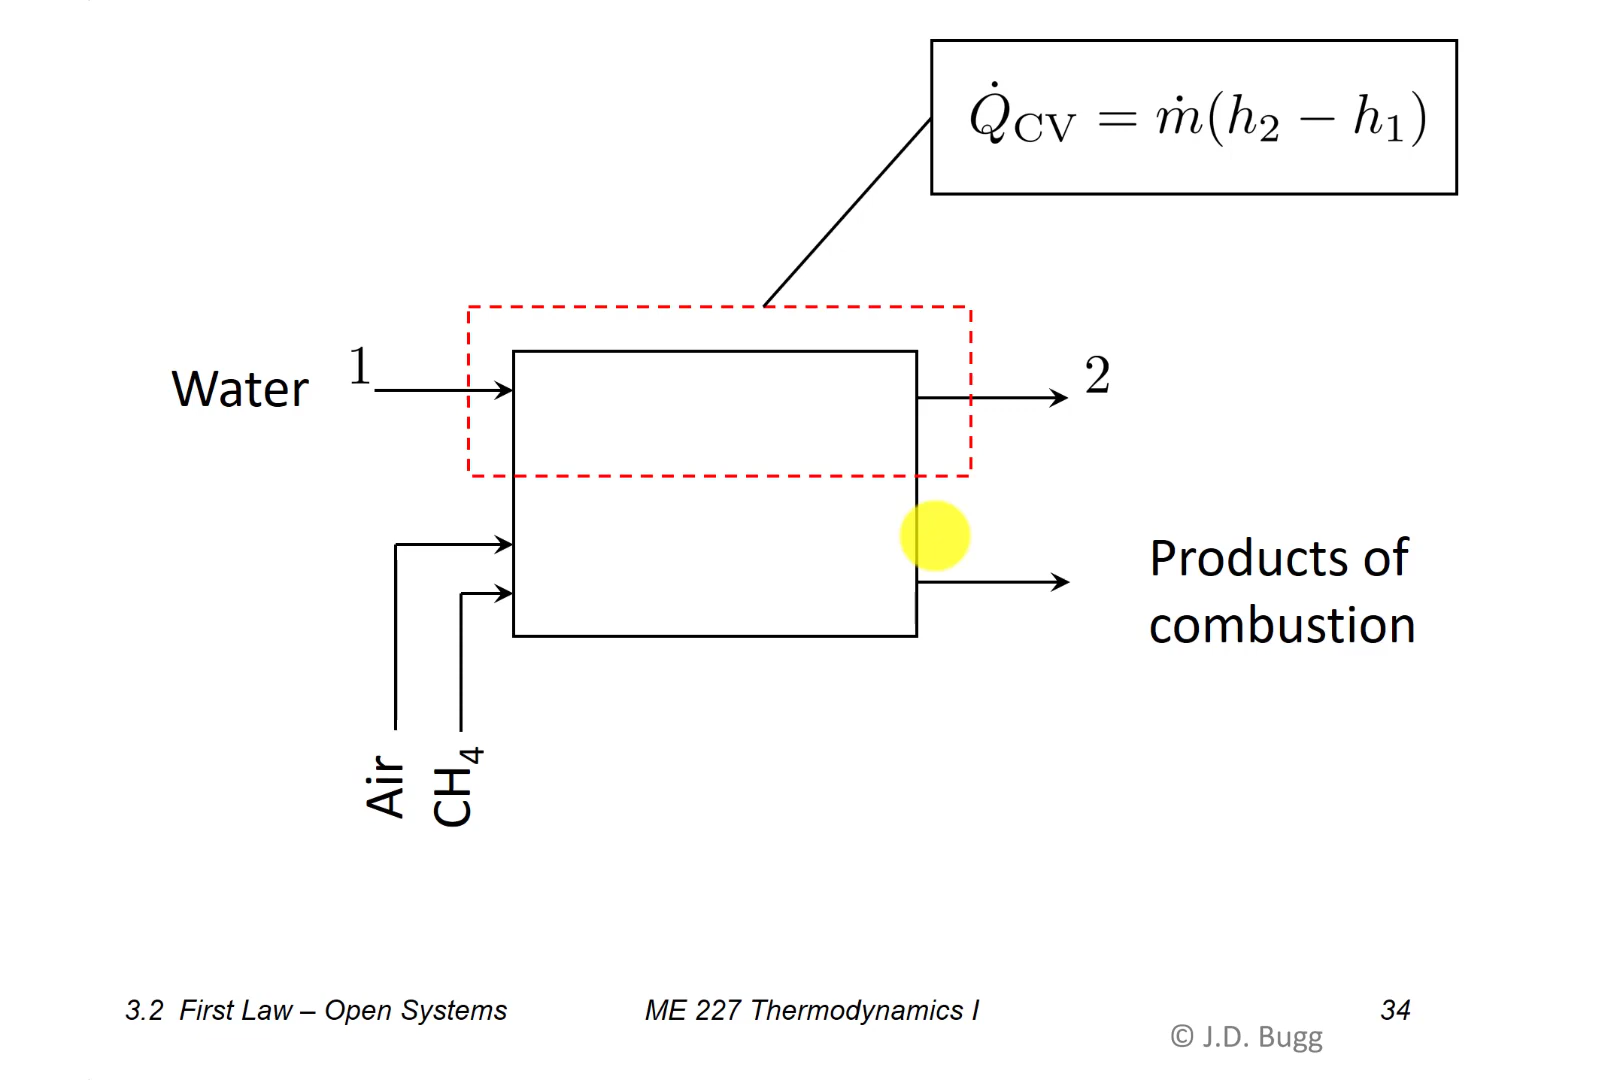 Q̇_CV = ṁ(h₂ − h₁)
1
Water
2
Products of
combustion
Air
CH₄
3.2 First Law – Open Systems
ME 227 Thermodynamics I
34
© J.D. Bugg